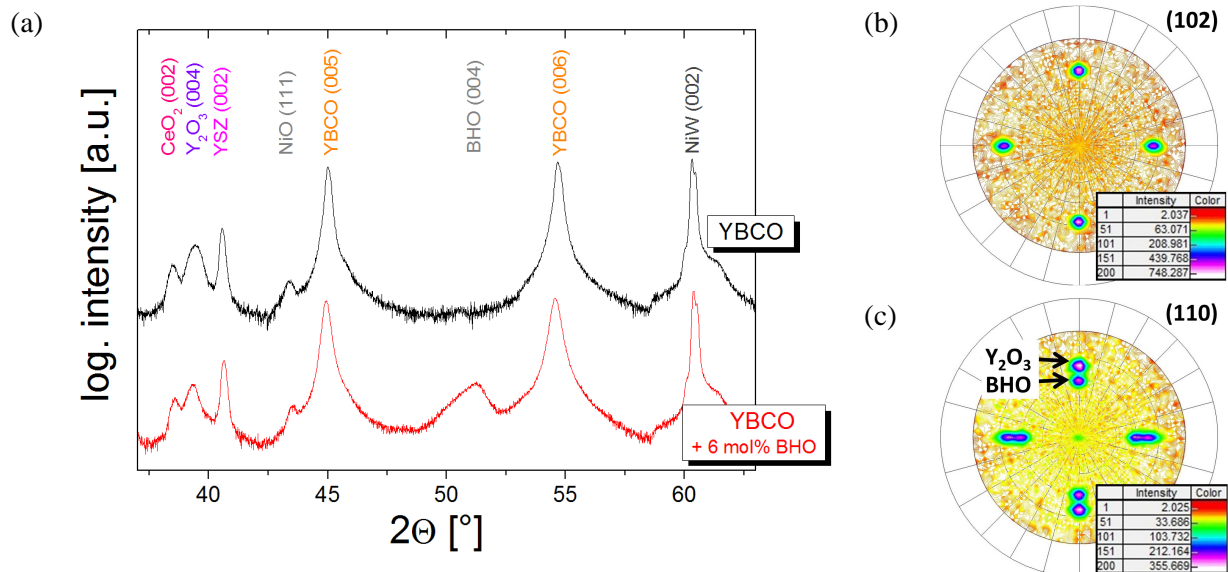 (a)
CeO₂ (002)
Y₂O₃ (004)
YSZ (002)
NiO (111)
YBCO (005)
BHO (004)
YBCO (006)
NiW (002)
log. intensity [a.u.]
YBCO
YBCO
+ 6 mol% BHO
40 45 50 55 60
2Θ [°]
(b)
(102)
Intensity Color
1 2.037
51 63.071
101 208.981
151 439.768
200 748.287
(c)
(110)
Y₂O₃
BHO
Intensity Color
1 2.025
51 33.686
101 103.732
151 212.164
200 355.669